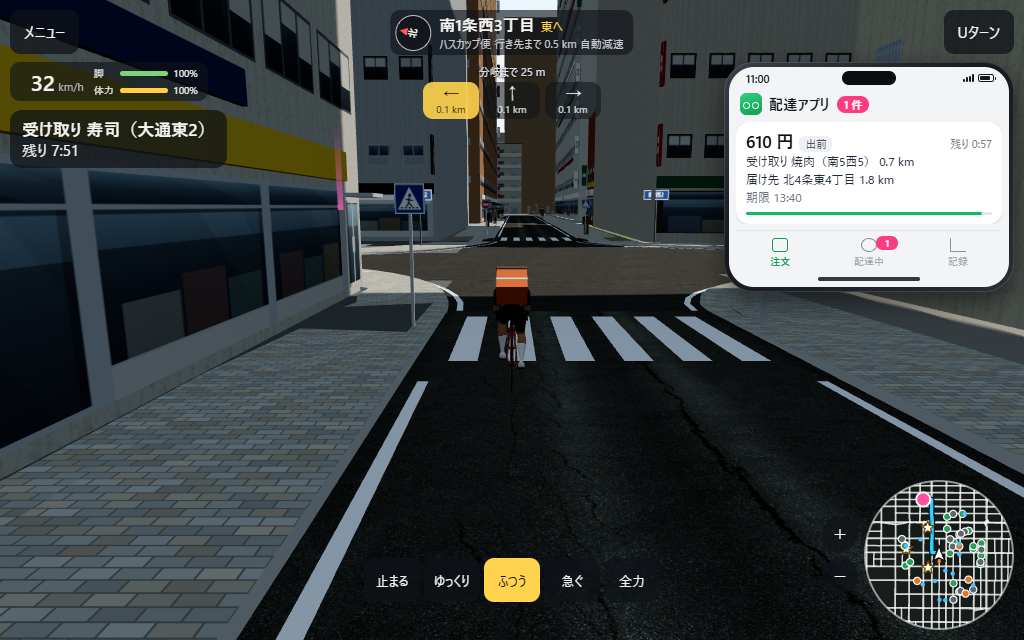 メニュー
32 km/h
脚 100%
体力 100%
受け取り 寿司（大通東2）
残り 7:51
南1条西3丁目 東へ
ハスカップ便 行き先まで 0.5 km 自動減速
分岐まで 25 m
← 0.1 km
↑ 0.1 km
→ 0.1 km
Uターン
11:00
配達アプリ 1 件
610 円 出前 残り 0:57
受け取り 焼肉（南5西5） 0.7 km
届け先 北4条東4丁目 1.8 km
期限 13:40
注文
配達中 1
記録
止まる
ゆっくり
ふつう
急ぐ
全力
+
−